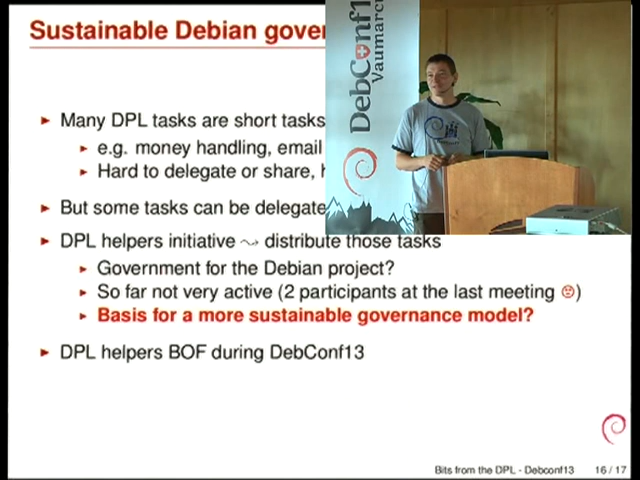 Sustainable Debian gover
DebConf1
Vaumarcu
Many DPL tasks are short tasks
e.g. money handling, email
Hard to delegate or share, h
But some tasks can be delegate
DPL helpers initiative ⤳ distribute those tasks
Government for the Debian project?
So far not very active (2 participants at the last meeting ☹)
Basis for a more sustainable governance model?
DPL helpers BOF during DebConf13
Bits from the DPL - Debconf13 16 / 17